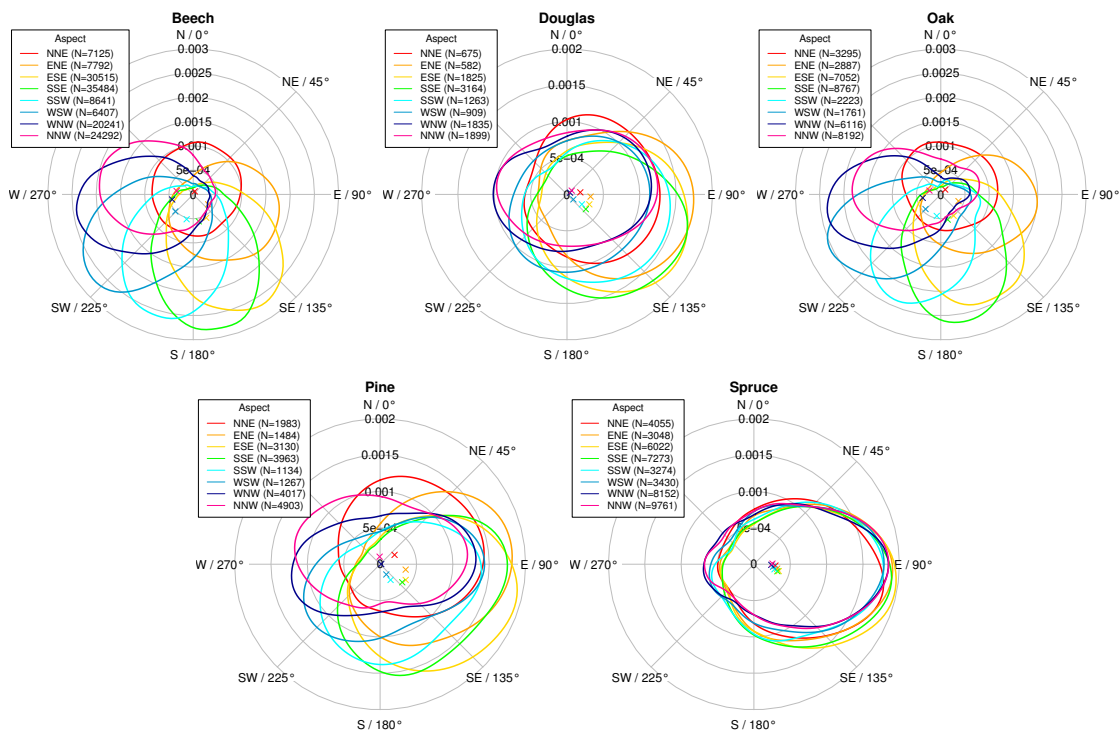 Beech
N / 0°
Aspect
NNE (N=7125)
ENE (N=7792)
ESE (N=30515)
SSE (N=35484)
SSW (N=8641)
WSW (N=6407)
WNW (N=20241)
NNW (N=24292)
0.003
0.0025
0.002
0.0015
0.001
5e−04
0
NE / 45°
E / 90°
SE / 135°
S / 180°
SW / 225°
W / 270°
Douglas
N / 0°
Aspect
NNE (N=675)
ENE (N=582)
ESE (N=1825)
SSE (N=3164)
SSW (N=1263)
WSW (N=909)
WNW (N=1835)
NNW (N=1899)
0.002
0.0015
0.001
5e−04
0
NE / 45°
E / 90°
SE / 135°
S / 180°
SW / 225°
W / 270°
Oak
N / 0°
Aspect
NNE (N=3295)
ENE (N=2887)
ESE (N=7052)
SSE (N=8767)
SSW (N=2223)
WSW (N=1761)
WNW (N=6116)
NNW (N=8192)
0.003
0.0025
0.002
0.0015
0.001
5e−04
0
NE / 45°
E / 90°
SE / 135°
S / 180°
SW / 225°
W / 270°
Pine
N / 0°
Aspect
NNE (N=1983)
ENE (N=1484)
ESE (N=3130)
SSE (N=3963)
SSW (N=1134)
WSW (N=1267)
WNW (N=4017)
NNW (N=4903)
0.002
0.0015
0.001
5e−04
0
NE / 45°
E / 90°
SE / 135°
S / 180°
SW / 225°
W / 270°
Spruce
N / 0°
Aspect
NNE (N=4055)
ENE (N=3048)
ESE (N=6022)
SSE (N=7273)
SSW (N=3274)
WSW (N=3430)
WNW (N=8152)
NNW (N=9761)
0.002
0.0015
0.001
5e−04
0
NE / 45°
E / 90°
SE / 135°
S / 180°
SW / 225°
W / 270°